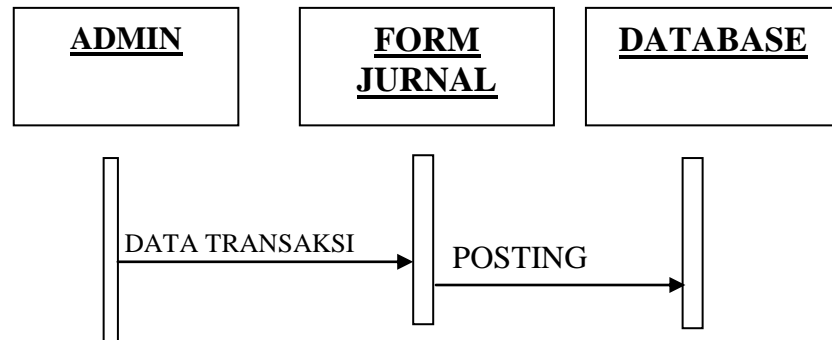 ADMIN
FORM
JURNAL
DATABASE
DATA TRANSAKSI
POSTING